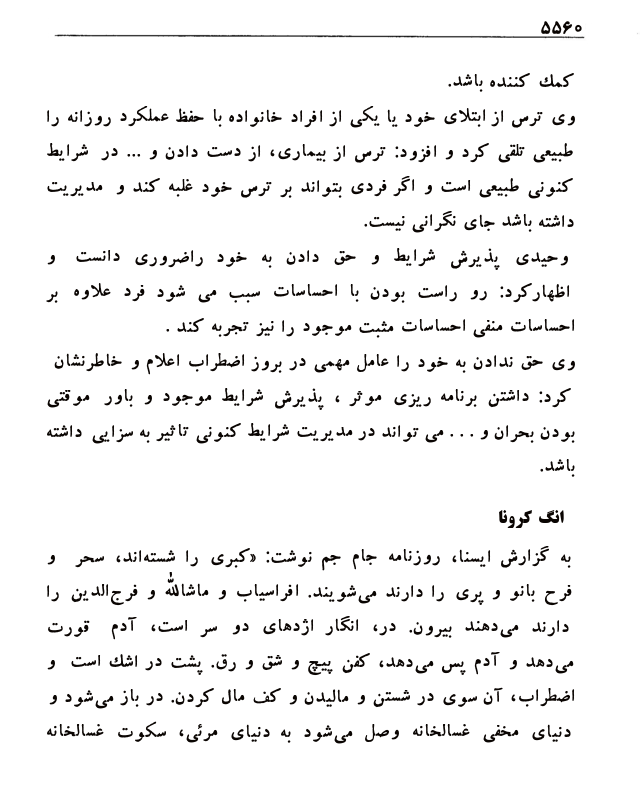 ۵۵۶۰
کمك کننده باشد.
وی ترس از ابتلای خود یا یکی از افراد خانواده با حفظ عملکرد روزانه را
طبیعی تلقی کرد و افزود: ترس از بیماری، از دست دادن و ... در شرایط
کنونی طبیعی است و اگر فردی بتواند بر ترس خود غلبه کند و مدیریت
داشته باشد جای نگرانی نیست.
وحیدی پذیرش شرایط و حق دادن به خود راضروری دانست و
اظهارکرد: رو راست بودن با احساسات سبب می شود فرد علاوه بر
احساسات منفی احساسات مثبت موجود را نیز تجربه کند .
وی حق ندادن به خود را عامل مهمی در بروز اضطراب اعلام و خاطرنشان
کرد: داشتن برنامه ریزی موثر ، پذیرش شرایط موجود و باور موقتی
بودن بحران و . . . می تواند در مدیریت شرایط کنونی تاثیر به سزایی داشته
باشد.
انگ کرونا
به گزارش ایسنا، روزنامه جام جم نوشت: «کبری را شسته‌اند، سحر و
فرح بانو و پری را دارند می‌شویند. افراسیاب و ماشاالله و فرج‌الدین را
دارند می‌دهند بیرون. در، انگار اژدهای دو سر است، آدم قورت
می‌دهد و آدم پس می‌دهد، کفن پیچ و شق و رق. پشت در اشك است و
اضطراب، آن سوی در شستن و مالیدن و کف مال کردن. در باز می‌شود و
دنیای مخفی غسالخانه وصل می‌شود به دنیای مرئی، سکوت غسالخانه